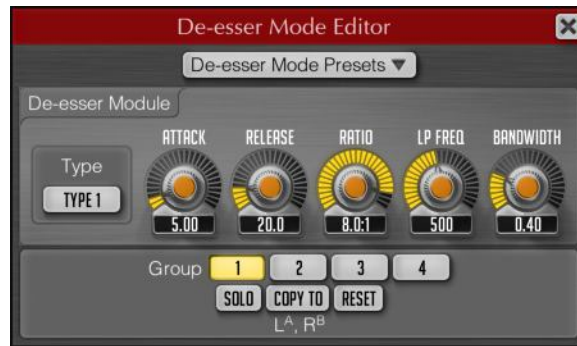 De-esser Mode Editor
De-esser Mode Presets
De-esser Module
Type
TYPE 1
ATTACK RELEASE RATIO LP FREQ BANDWIDTH
5.00 20.0 8.0:1 500 0.40
Group 1 2 3 4
SOLO COPY TO RESET
Lᴬ, Rᴮ